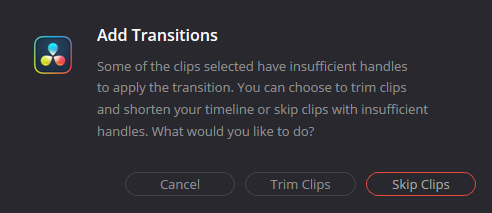 Add Transitions
Some of the clips selected have insufficient handles
to apply the transition. You can choose to trim clips
and shorten your timeline or skip clips with insufficient
handles. What would you like to do?
Cancel
Trim Clips
Skip Clips